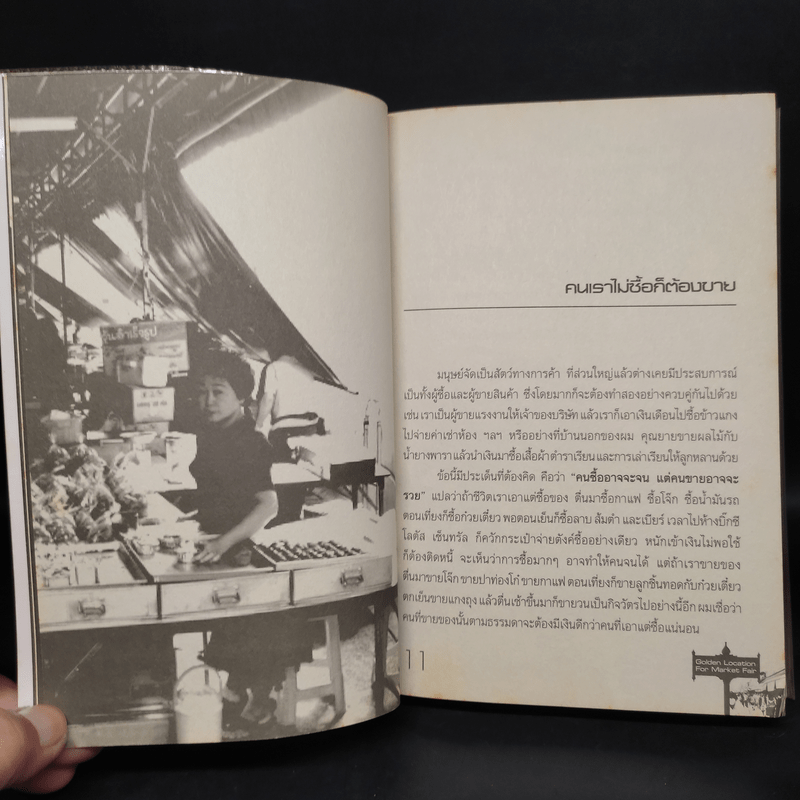 คนเราไม่ซื้อก็ต้องขาย
มนุษย์จัดเป็นสัตว์ทางการค้า ที่ส่วนใหญ่แล้วต่างเคยมีประสบการณ์
เป็นทั้งผู้ซื้อและผู้ขายสินค้า ซึ่งโดยมากก็จะต้องทำสองอย่างควบคู่กันไปด้วย
เช่น เราเป็นผู้ขายแรงงานให้เจ้าของบริษัท แล้วเราก็เอาเงินเดือนไปซื้อข้าวแกง
ไปจ่ายค่าเช่าห้อง ฯลฯ หรืออย่างที่บ้านนอกของผม คุณยายขายผลไม้กับ
น้ำยางพารา แล้วนำเงินมาซื้อเสื้อผ้า ตำราเรียน และการเล่าเรียนให้ลูกหลานด้วย
ข้อนี้มีประเด็นที่ต้องคิด คือว่า “คนซื้ออาจจะจน แต่คนขายอาจจะ
รวย” แปลว่าถ้าชีวิตเราเอาแต่ซื้อของ ตื่นมาซื้อกาแฟ ซื้อโจ๊ก ซื้อน้ำมันรถ
ตอนเที่ยงก็ซื้อก๋วยเตี๋ยว พอตอนเย็นก็ซื้อลาบ ส้มตำ และเบียร์ เวลาไปห้างบิ๊กซี
โลตัส เซ็นทรัล ก็ควักกระเป๋าจ่ายตังค์ซื้ออย่างเดียว หนักเข้าเงินไม่พอใช้
ก็ต้องติดหนี้ จะเห็นว่าการซื้อมากๆ อาจทำให้คนจนได้ แต่ถ้าเราขายของ
ตื่นมาขายโจ๊ก ขายปาท่องโก๋ ขายกาแฟ ตอนเที่ยงก็ขายลูกชิ้นทอดกับก๋วยเตี๋ยว
ตกเย็นขายแกงถุง แล้วตื่นเช้าขึ้นมาก็ขายวนเป็นกิจวัตรไปอย่างนี้อีก ผมเชื่อว่า
คนที่ขายของนั้นตามธรรมดาจะต้องมีเงินดีกว่าคนที่เอาแต่ซื้อแน่นอน
11
Golden Location
For Market Fair